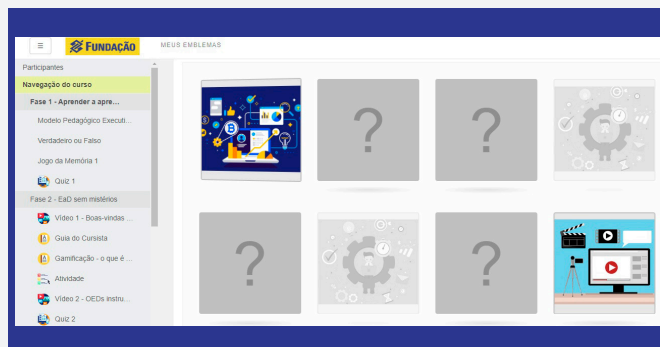 FUNDAÇÃO
MEUS EMBLEMAS
Participantes
Navegação do curso
Fase 1 - Aprender a apre...
Modelo Pedagógico Executi...
Verdadeiro ou Falso
Jogo da Memória 1
Quiz 1
Fase 2 - EaD sem mistérios
Vídeo 1 - Boas-vindas ...
Guia do Cursista
Gamificação - o que é ...
Atividade
Vídeo 2 - OEDs instru...
Quiz 2
?
?
?
?